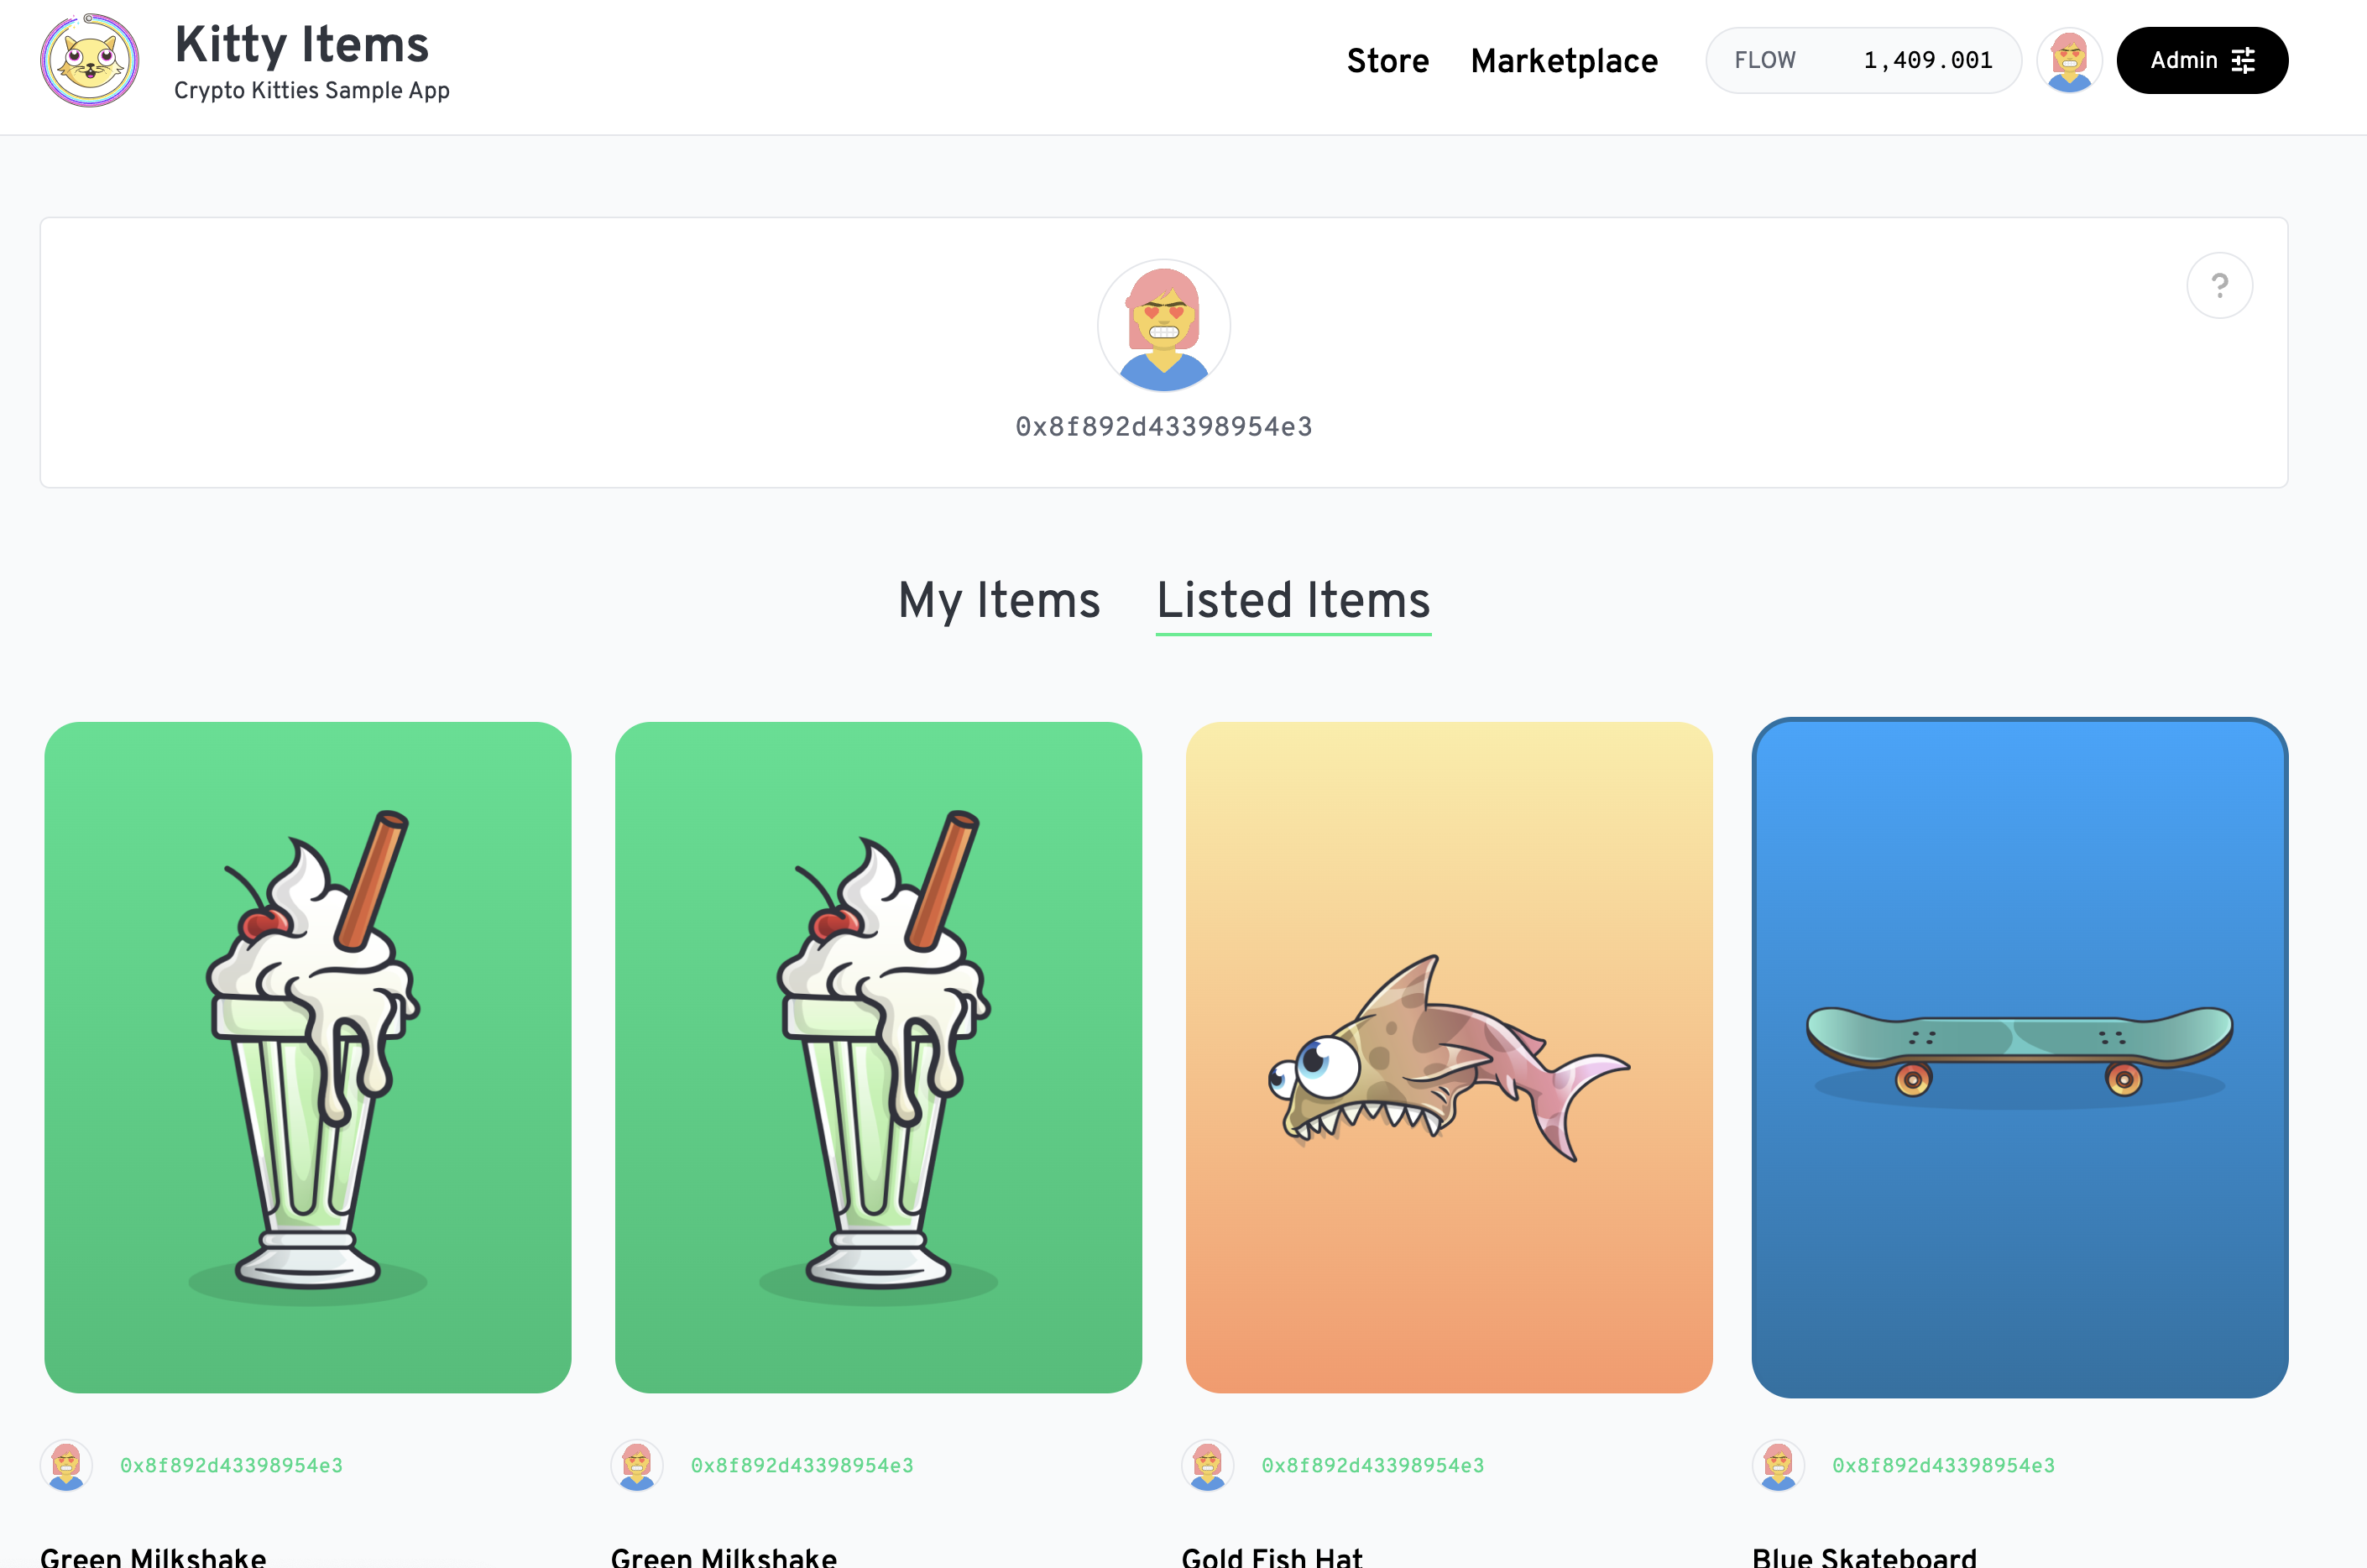 Kitty Items
Crypto Kitties Sample App
Store Marketplace FLOW 1,409.001 Admin
?
0x8f892d43398954e3
My Items Listed Items
0x8f892d43398954e3 0x8f892d43398954e3 0x8f892d43398954e3 0x8f892d43398954e3
Green Milkshake Green Milkshake Gold Fish Hat Blue Skateboard